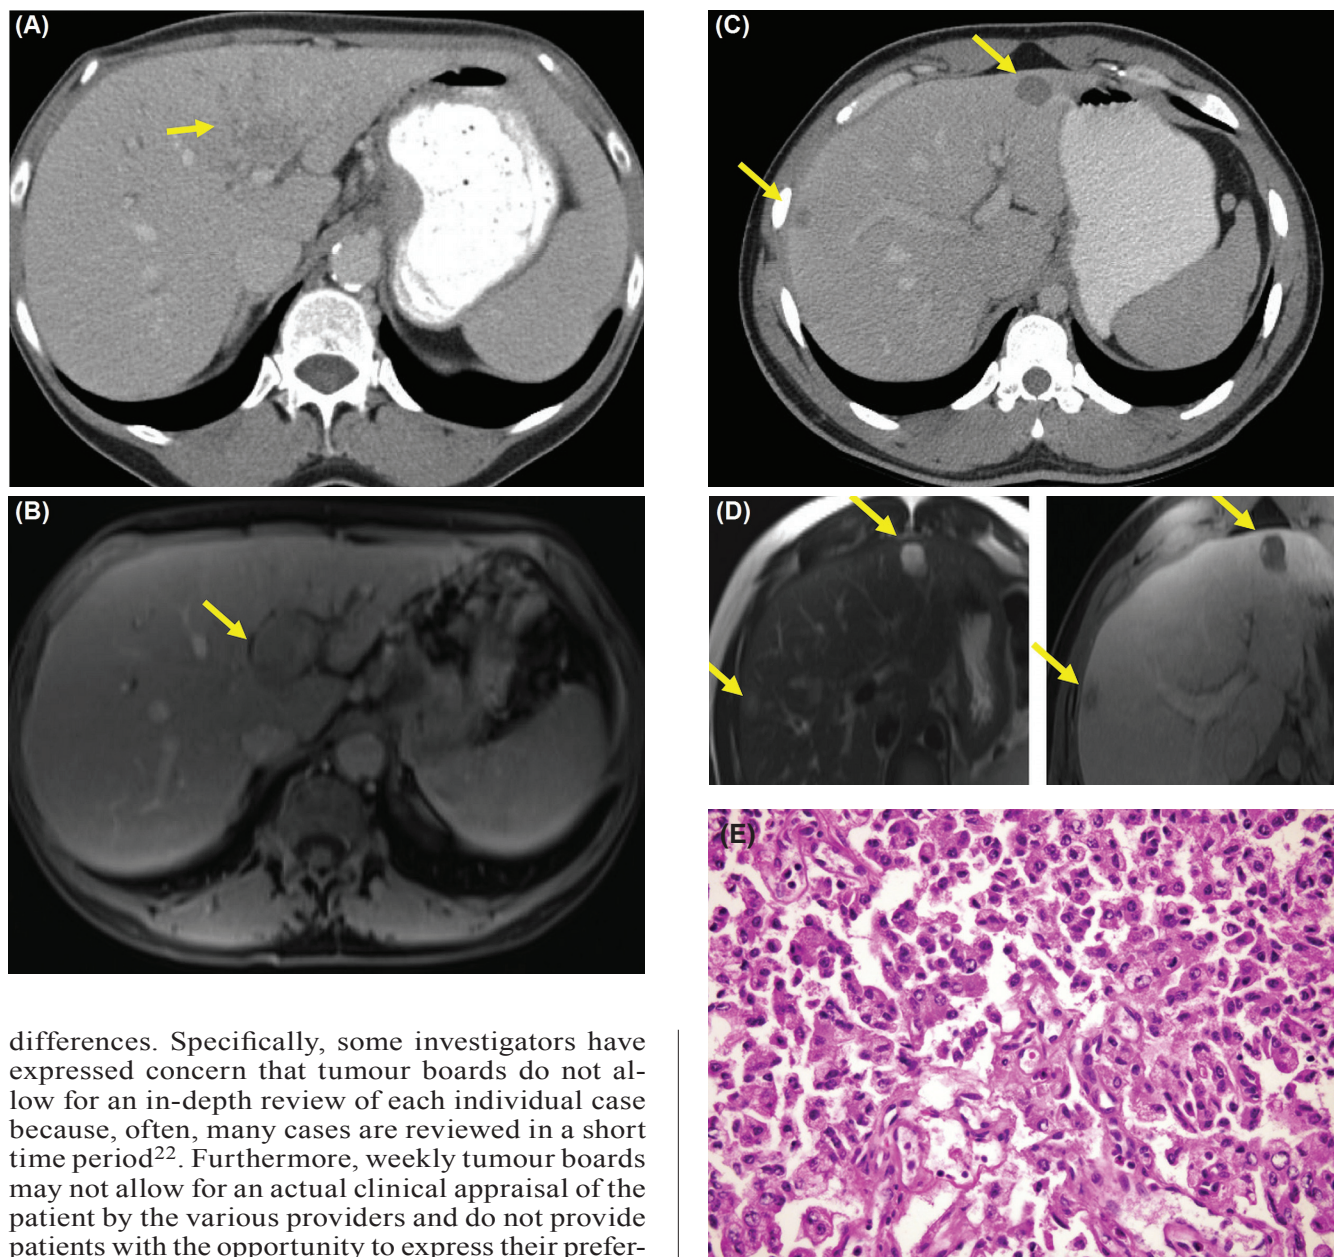 (A)
(B)
differences. Specifically, some investigators have
expressed concern that tumour boards do not al-
low for an in-depth review of each individual case
because, often, many cases are reviewed in a short
time period22. Furthermore, weekly tumour boards
may not allow for an actual clinical appraisal of the
patient by the various providers and do not provide
patients with the opportunity to express their prefer-
(C)
(D)
(E)